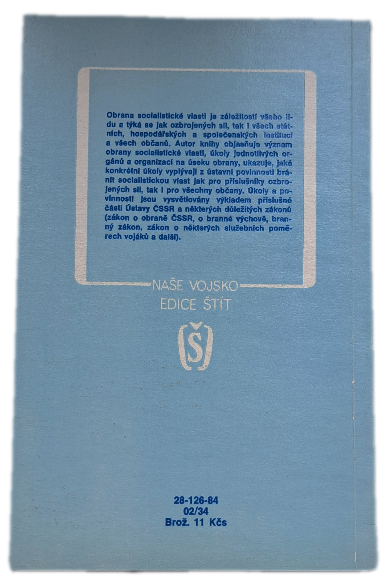 Obrana socialistické vlasti je záležitostí všeho li-
du a týká se jak ozbrojených sil, tak i všech stát-
ních, hospodářských a společenských institucí
a všech občanů. Autor knihy objasňuje význam
obrany socialistické vlasti, úkoly jednotlivých or-
gánů a organizací na úseku obrany, ukazuje, jaké
konkrétní úkoly vyplývají z ústavní povinnosti brá-
nit socialistickou vlast jak pro příslušníky ozbro-
jených sil, tak i pro všechny občany. Úkoly a po-
vinnosti jsou vysvětlovány výkladem příslušné
části Ústavy ČSSR a některých důležitých zákonů
(zákon o obraně ČSSR, o branné výchově, bran-
ný zákon, zákon o některých služebních pomě-
rech vojáků a další).
NAŠE VOJSKO
EDICE ŠTÍT
(Š)
28-126-84
02/34
Brož. 11 Kčs